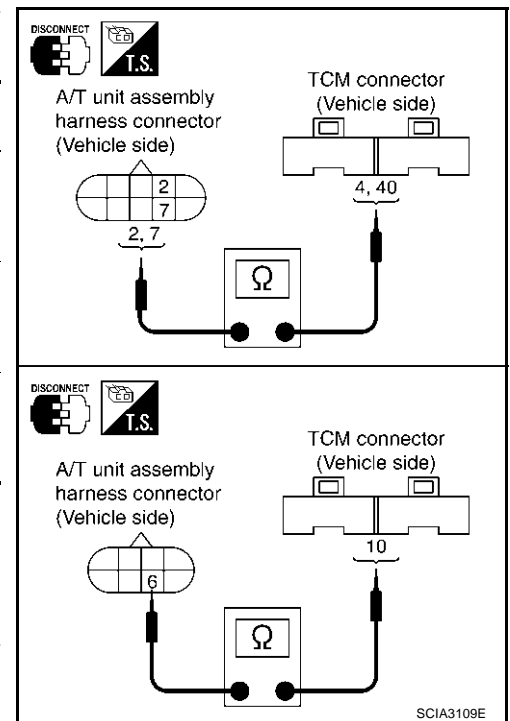 DISCONNECT
T.S.
A/T unit assembly
harness connector
(Vehicle side)
TCM connector
(Vehicle side)
2
7
2, 7
4, 40
Ω
DISCONNECT
T.S.
A/T unit assembly
harness connector
(Vehicle side)
TCM connector
(Vehicle side)
6
10
Ω
SCIA3109E